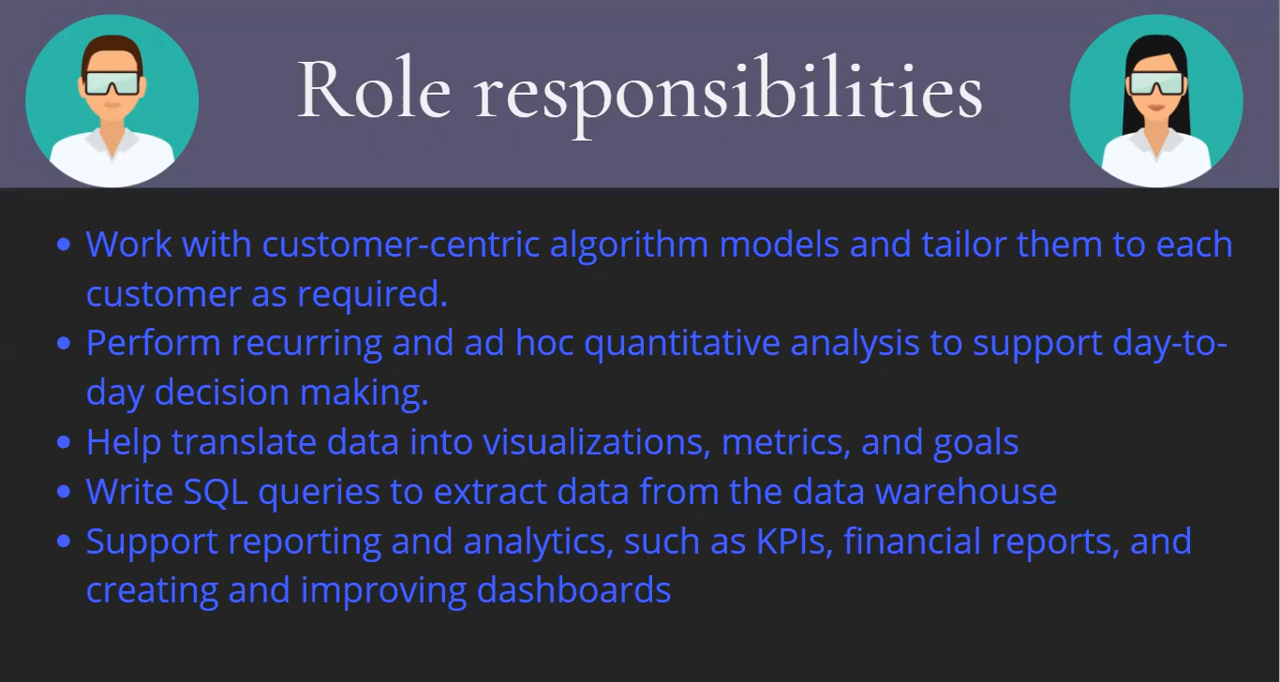 Role responsibilities
• Work with customer-centric algorithm models and tailor them to each
customer as required.
• Perform recurring and ad hoc quantitative analysis to support day-to-
day decision making.
• Help translate data into visualizations, metrics, and goals
• Write SQL queries to extract data from the data warehouse
• Support reporting and analytics, such as KPIs, financial reports, and
creating and improving dashboards